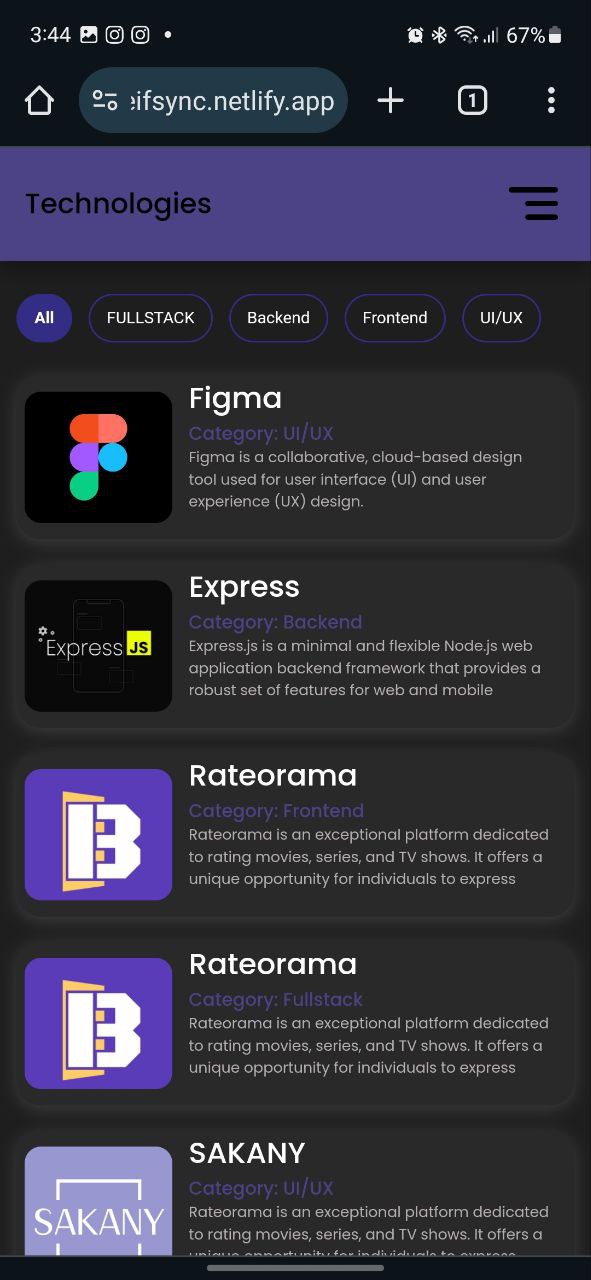 3:44
67%
eifsync.netlify.app
1
Technologies
All
FULLSTACK
Backend
Frontend
UI/UX
Figma
Category: UI/UX
Figma is a collaborative, cloud-based design
tool used for user interface (UI) and user
experience (UX) design.
Express JS
Express
Category: Backend
Express.js is a minimal and flexible Node.js web
application backend framework that provides a
robust set of features for web and mobile
B
Rateorama
Category: Frontend
Rateorama is an exceptional platform dedicated
to rating movies, series, and TV shows. It offers a
unique opportunity for individuals to express
B
Rateorama
Category: Fullstack
Rateorama is an exceptional platform dedicated
to rating movies, series, and TV shows. It offers a
unique opportunity for individuals to express
SAKANY
SAKANY
Category: UI/UX
Rateorama is an exceptional platform dedicated
to rating movies, series, and TV shows. It offers a
unique opportunity for individuals to express